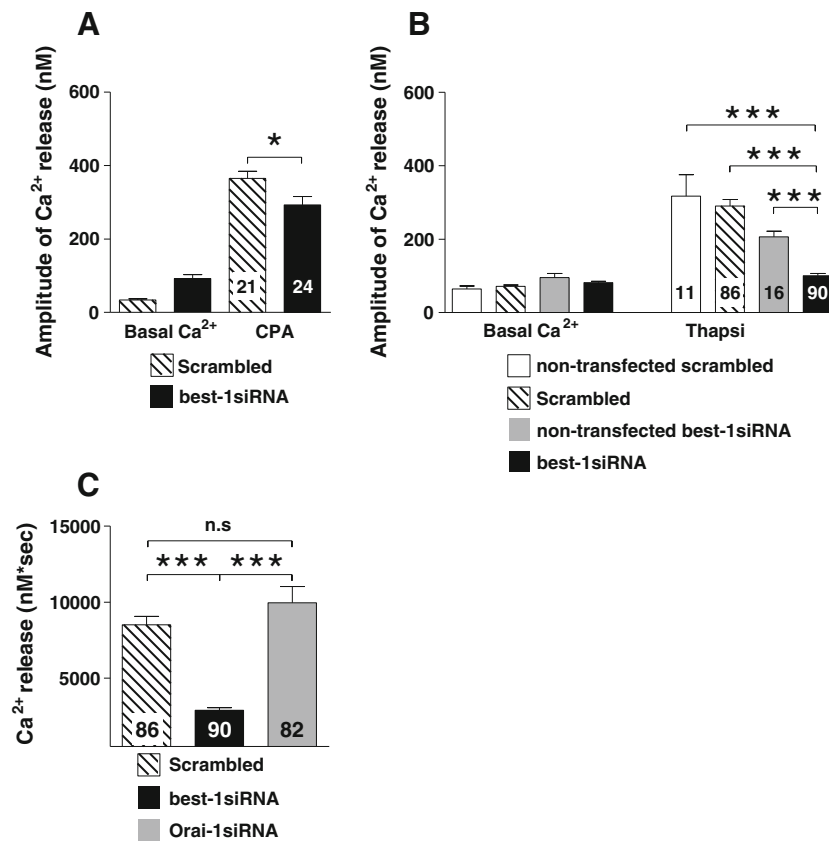 A
Amplitude of Ca²⁺ release (nM)
600
400
200
0
*
21
24
Basal Ca²⁺ CPA
Scrambled
best-1siRNA
B
Amplitude of Ca²⁺ release (nM)
600
400
200
0
***
***
***
11
86
16
90
Basal Ca²⁺ Thapsi
non-transfected scrambled
Scrambled
non-transfected best-1siRNA
best-1siRNA
C
Ca²⁺ release (nM*sec)
15000
10000
5000
n.s
*** ***
86
90
82
Scrambled
best-1siRNA
Orai-1siRNA